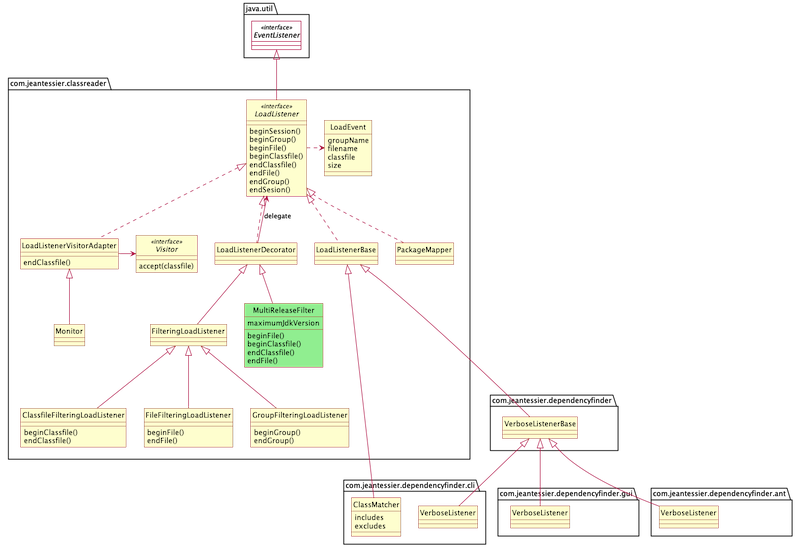 java.util
«interface»
EventListener
com.jeantessier.classreader
«interface»
LoadListener
beginSession()
beginGroup()
beginFile()
beginClassfile()
endClassfile()
endFile()
endGroup()
endSesion()
LoadEvent
groupName
filename
classfile
size
delegate
LoadListenerVisitorAdapter
endClassfile()
«interface»
Visitor
accept(classfile)
LoadListenerDecorator
LoadListenerBase
PackageMapper
Monitor
FilteringLoadListener
MultiReleaseFilter
maximumJdkVersion
beginFile()
beginClassfile()
endClassfile()
endFile()
ClassfileFilteringLoadListener
beginClassfile()
endClassfile()
FileFilteringLoadListener
beginFile()
endFile()
GroupFilteringLoadListener
beginGroup()
endGroup()
com.jeantessier.dependencyfinder
VerboseListenerBase
com.jeantessier.dependencyfinder.cli
ClassMatcher
includes
excludes
VerboseListener
com.jeantessier.dependencyfinder.gui
VerboseListener
com.jeantessier.dependencyfinder.ant
VerboseListener